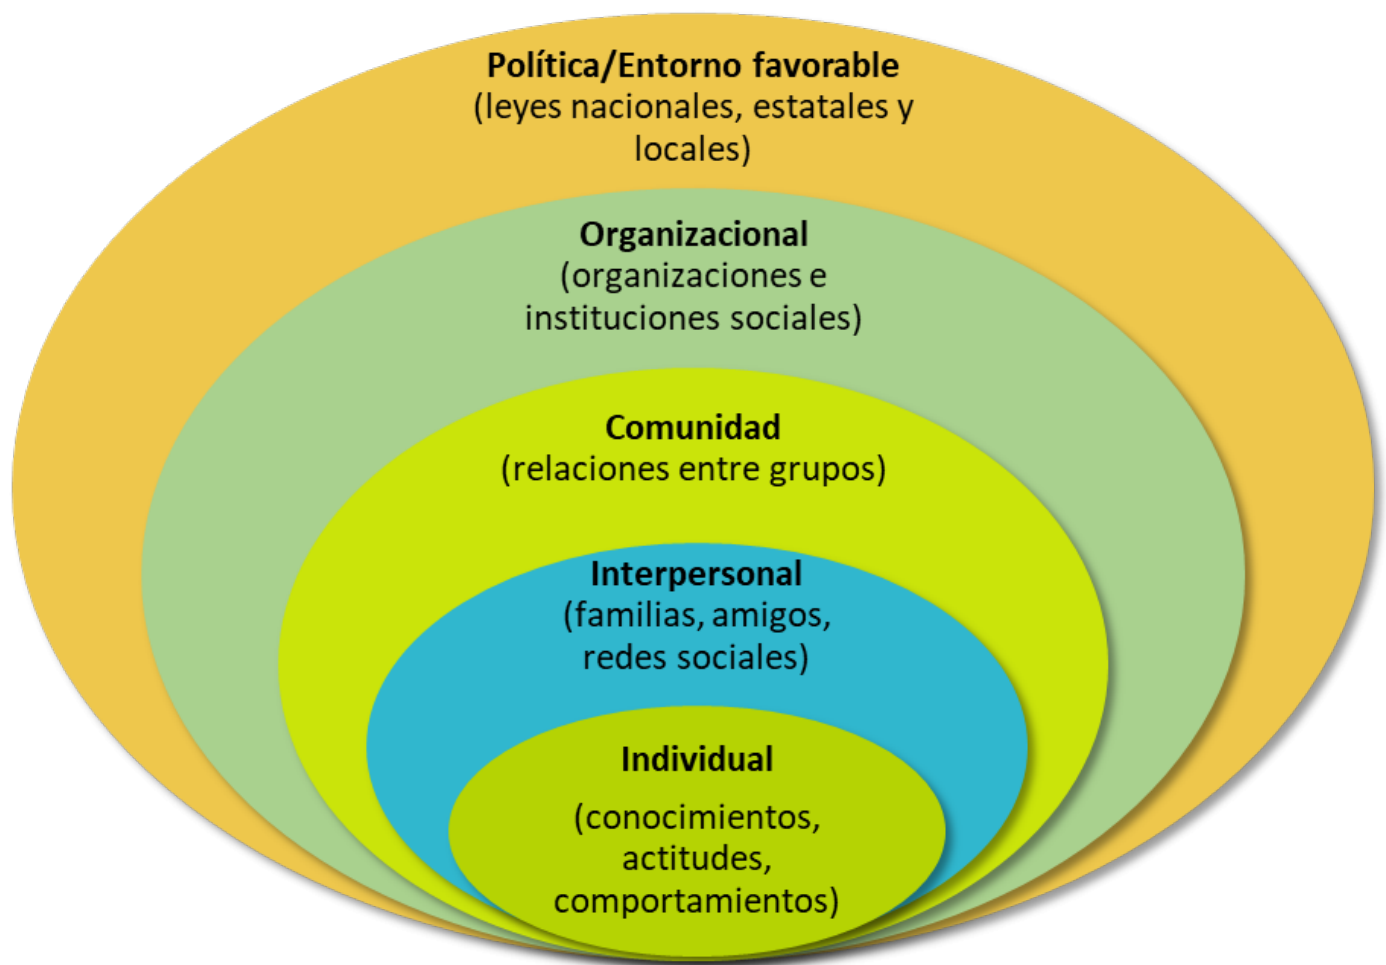 Política/Entorno favorable
(leyes nacionales, estatales y
locales)
Organizacional
(organizaciones e
instituciones sociales)
Comunidad
(relaciones entre grupos)
Interpersonal
(familias, amigos,
redes sociales)
Individual
(conocimientos,
actitudes,
comportamientos)